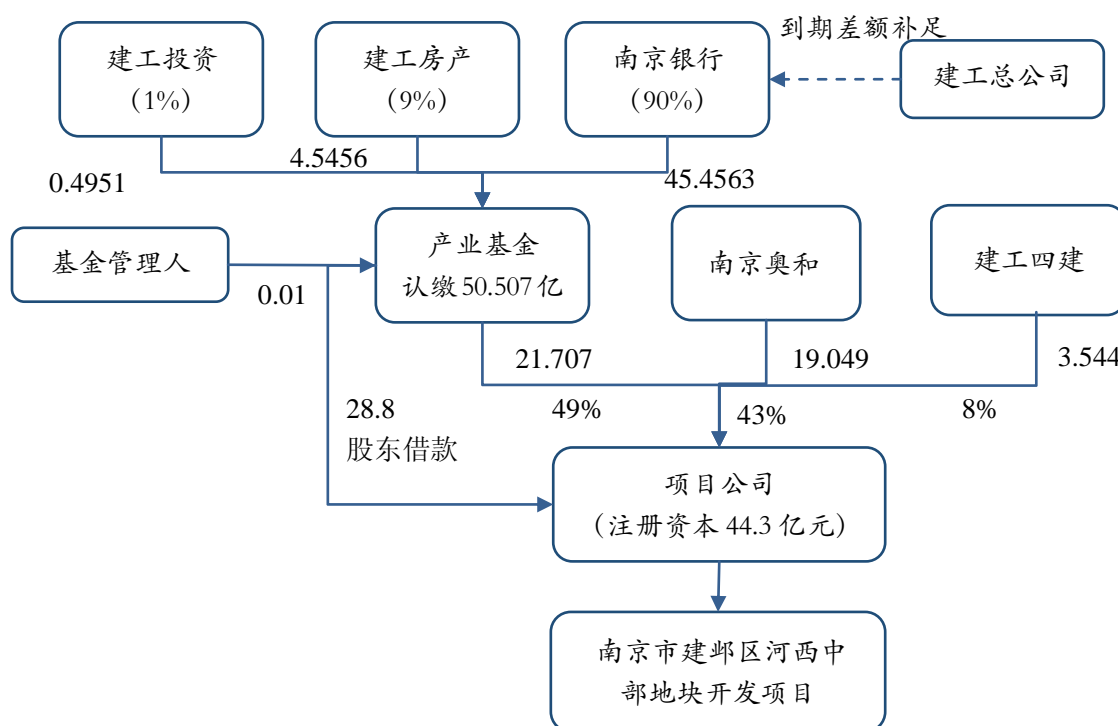 到期差额补足
建工投资
（1%）
建工房产
（9%）
南京银行
（90%）
建工总公司
0.4951
4.5456
45.4563
基金管理人
0.01
产业基金
认缴50.507亿
南京奥和
建工四建
21.707
19.049
3.544
49%
43%
8%
28.8
股东借款
项目公司
（注册资本 44.3 亿元）
南京市建邺区河西中
部地块开发项目